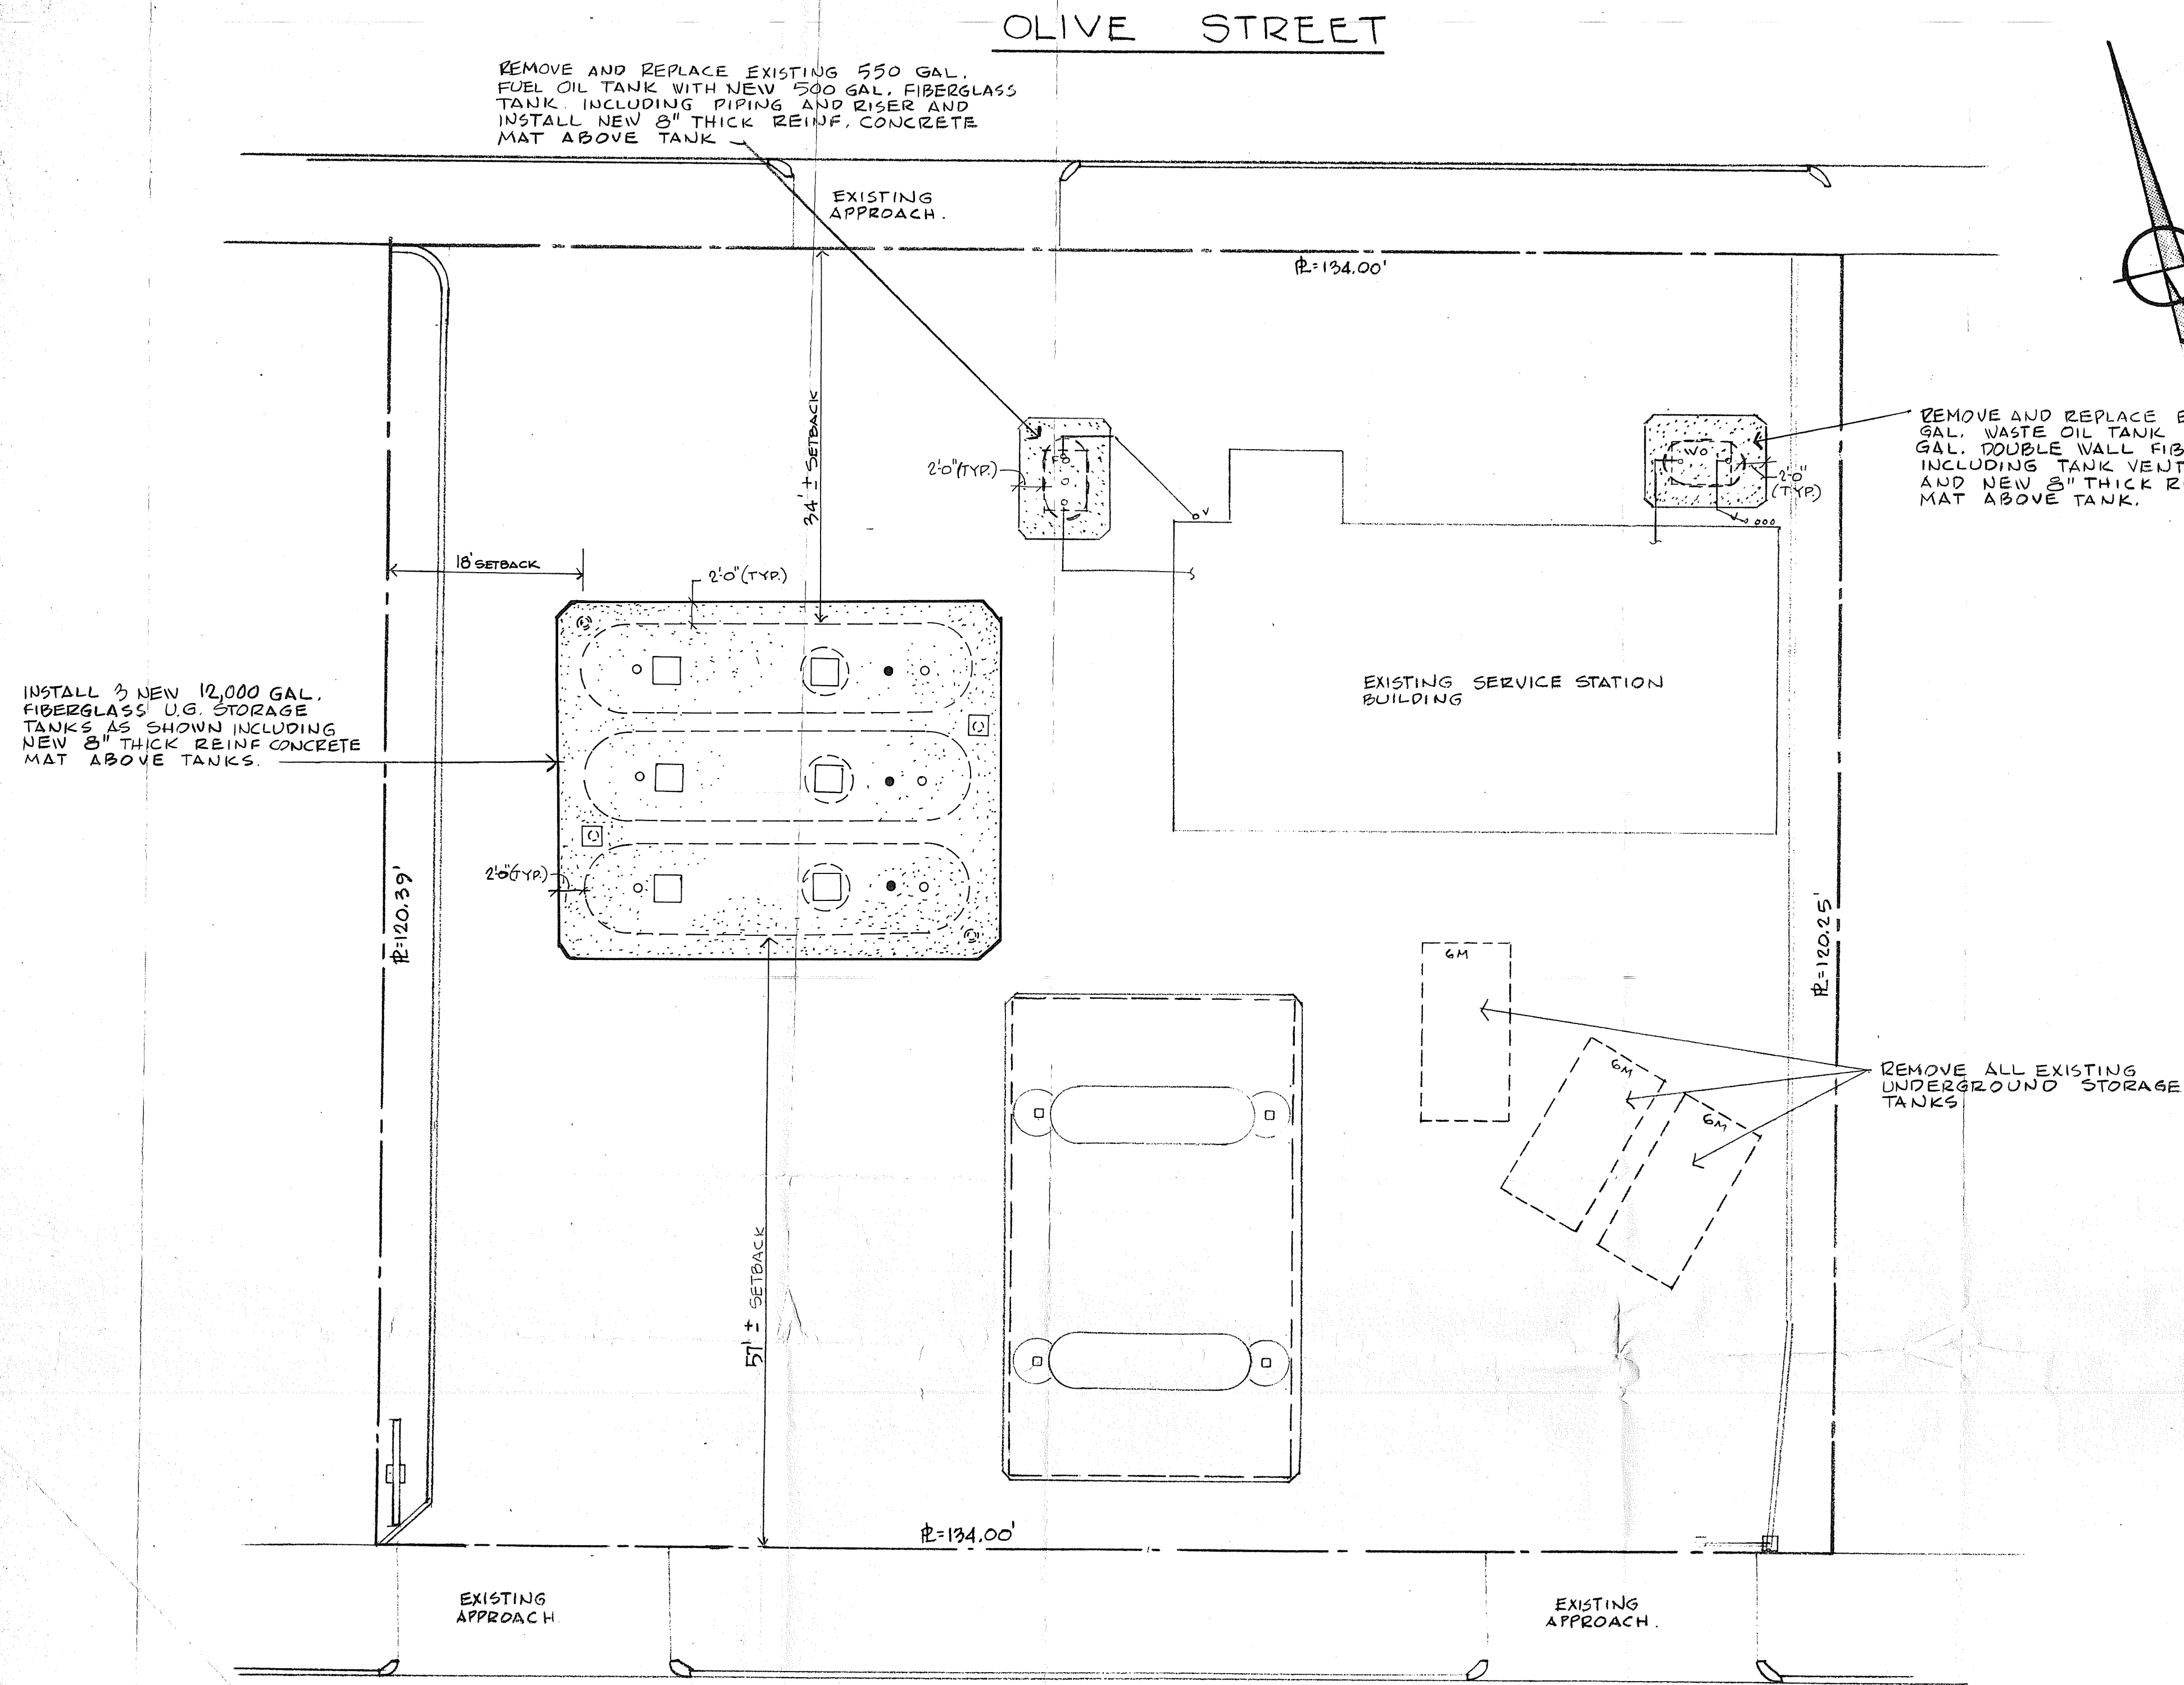 OLIVE STREET
REMOVE AND REPLACE EXISTING 550 GAL.
FUEL OIL TANK WITH NEW 500 GAL. FIBERGLASS
TANK. INCLUDING PIPING AND RISER AND
INSTALL NEW 8" THICK REINF. CONCRETE
MAT ABOVE TANK
EXISTING
APPROACH.
℄=134.00'
34' ± SETBACK
2'-0"(TYP.)
F
V
WO
2'-0"
(TYP.)
V
REMOVE AND REPLACE E
GAL. WASTE OIL TANK
GAL. DOUBLE WALL FIB
INCLUDING TANK VENT
AND NEW 8" THICK R
MAT ABOVE TANK.
18' SETBACK
2'-0"(TYP.)
INSTALL 3 NEW 12,000 GAL.
FIBERGLASS U.G. STORAGE
TANKS AS SHOWN INCLUDING
NEW 8" THICK REINF CONCRETE
MAT ABOVE TANKS.
EXISTING SERVICE STATION
BUILDING
2'-0"(TYP.)
℄=120.39'
℄=120.25'
6M
6M
6M
REMOVE ALL EXISTING
UNDERGROUND STORAGE
TANKS
57' ± SETBACK
℄=134.00'
EXISTING
APPROACH
EXISTING
APPROACH.